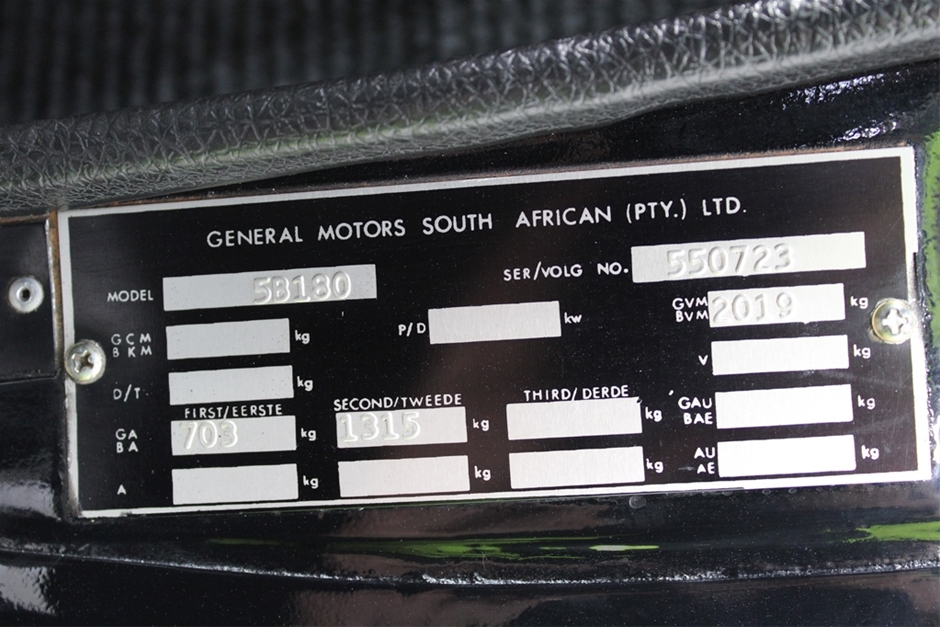 GENERAL MOTORS SOUTH AFRICAN (PTY.) LTD.
MODEL 5B180 SER/VOLG NO. 550723
GCM BKM kg P/D kw GVM BVM 2019 kg
D/T. kg V kg
FIRST/EERSTE SECOND/TWEEDE THIRD/DERDE
GA BA 703 kg 1315 kg kg GAU BAE kg
A kg kg kg AU AE kg